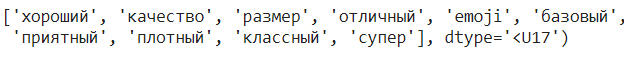 ['хороший', 'качество', 'размер', 'отличный', 'emoji', 'базовый',
'приятный', 'плотный', 'классный', 'супер'], dtype='<U17')